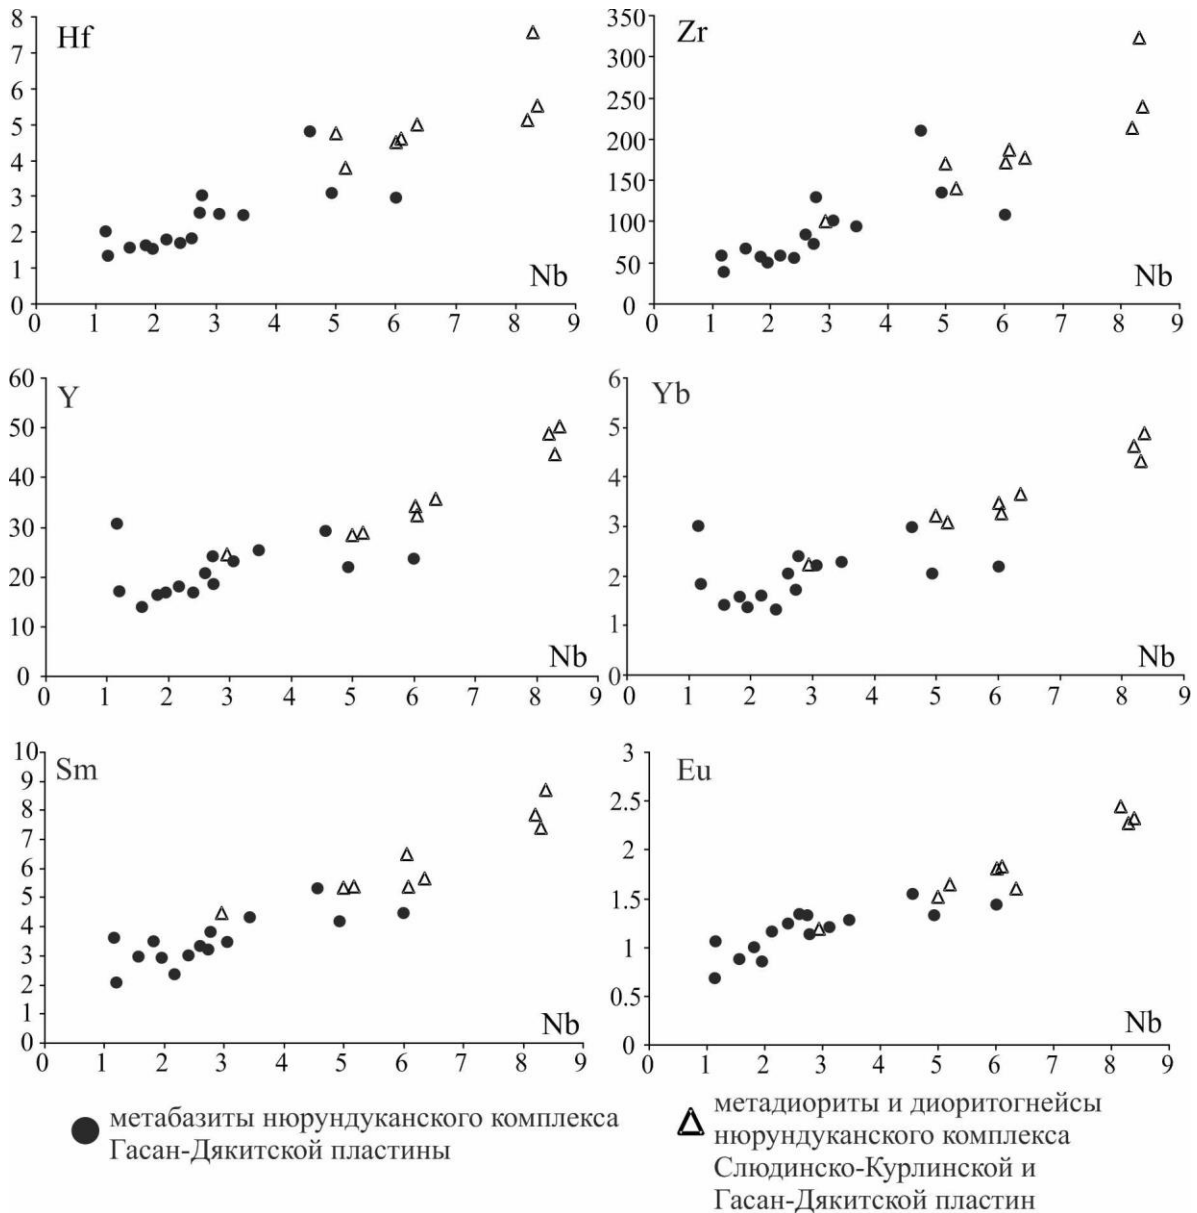 Hf
8
7
6
5
4
3
2
1
0
Nb
0 1 2 3 4 5 6 7 8 9
Zr
350
300
250
200
150
100
50
0
Nb
0 1 2 3 4 5 6 7 8 9
Y
60
50
40
30
20
10
0
Nb
0 1 2 3 4 5 6 7 8 9
Yb
6
5
4
3
2
1
0
Nb
0 1 2 3 4 5 6 7 8 9
Sm
10
9
8
7
6
5
4
3
2
1
0
Nb
0 1 2 3 4 5 6 7 8 9
Eu
3
2.5
2
1.5
1
0.5
0
Nb
0 1 2 3 4 5 6 7 8 9
метабазиты нюрундуканского комплекса
Гасан-Дякитской пластины
метадиориты и диоритогнейсы
нюрундуканского комплекса
Слюдинско-Курлинской и
Гасан-Дякитской пластин